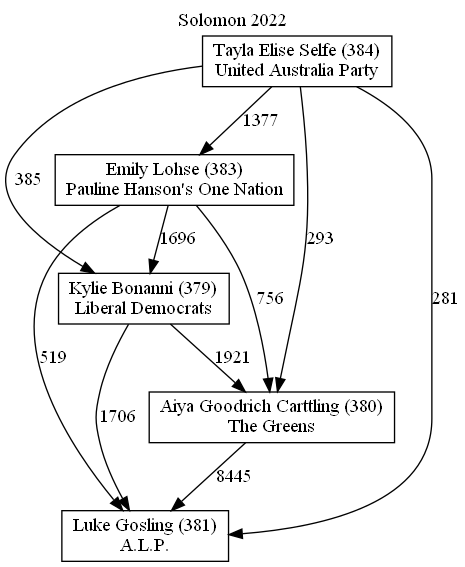 Solomon 2022
Tayla Elise Selfe (384)
United Australia Party
1377
Emily Lohse (383)
Pauline Hanson's One Nation
385
1696
293
Kylie Bonanni (379)
Liberal Democrats
756
281
519
1706
1921
Aiya Goodrich Carttling (380)
The Greens
8445
Luke Gosling (381)
A.L.P.